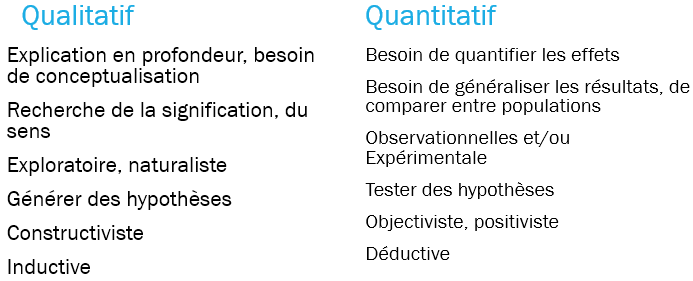 Qualitatif
Explication en profondeur, besoin
de conceptualisation
Recherche de la signification, du
sens
Exploratoire, naturaliste
Générer des hypothèses
Constructiviste
Inductive
Quantitatif
Besoin de quantifier les effets
Besoin de généraliser les résultats, de
comparer entre populations
Observationnelles et/ou
Expérimentale
Tester des hypothèses
Objectiviste, positiviste
Déductive